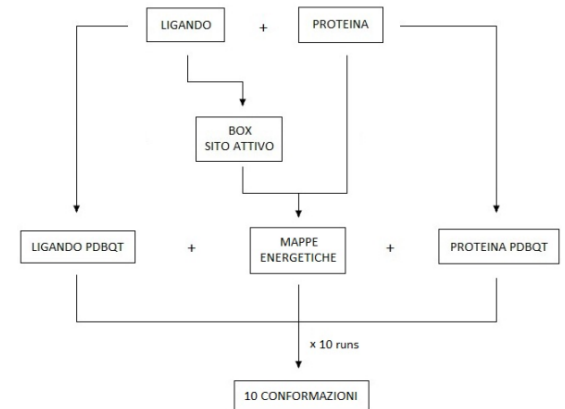 LIGANDO + PROTEINA
BOX
SITO ATTIVO
LIGANDO PDBQT + MAPPE ENERGETICHE + PROTEINA PDBQT
x 10 runs
10 CONFORMAZIONI